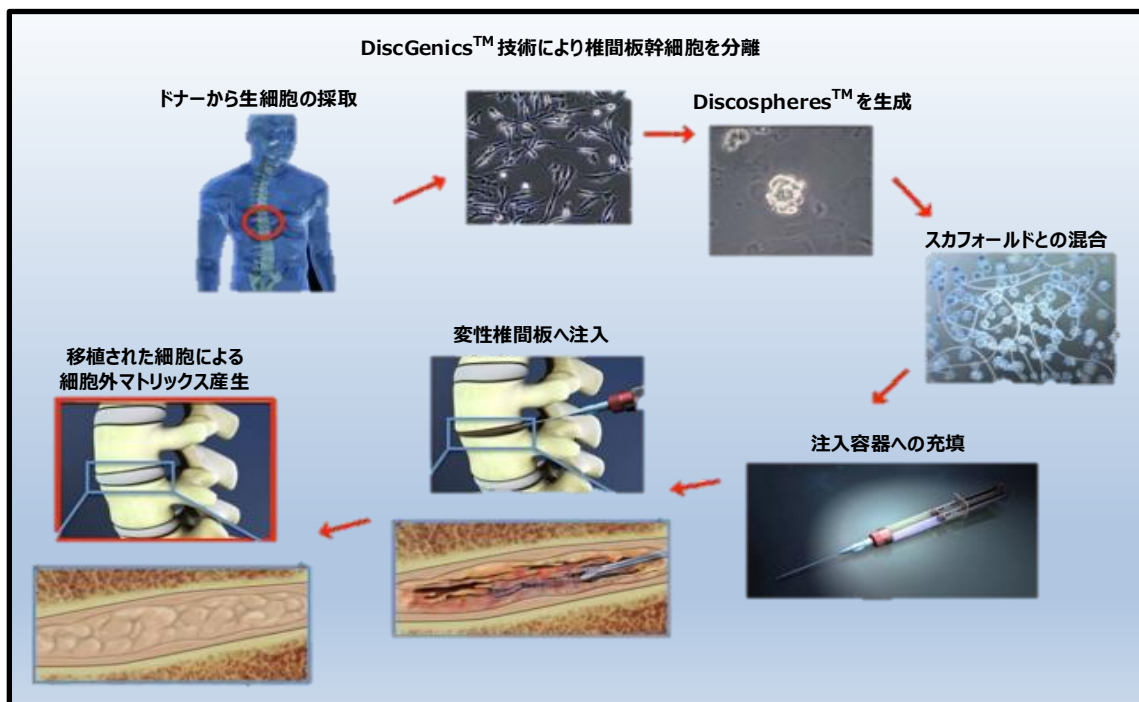 DiscGenics™ 技術により椎間板幹細胞を分離
ドナーから生細胞の採取
Discospheres™ を生成
スカフォールドとの混合
注入容器への充填
変性椎間板へ注入
移植された細胞による
細胞外マトリックス産生